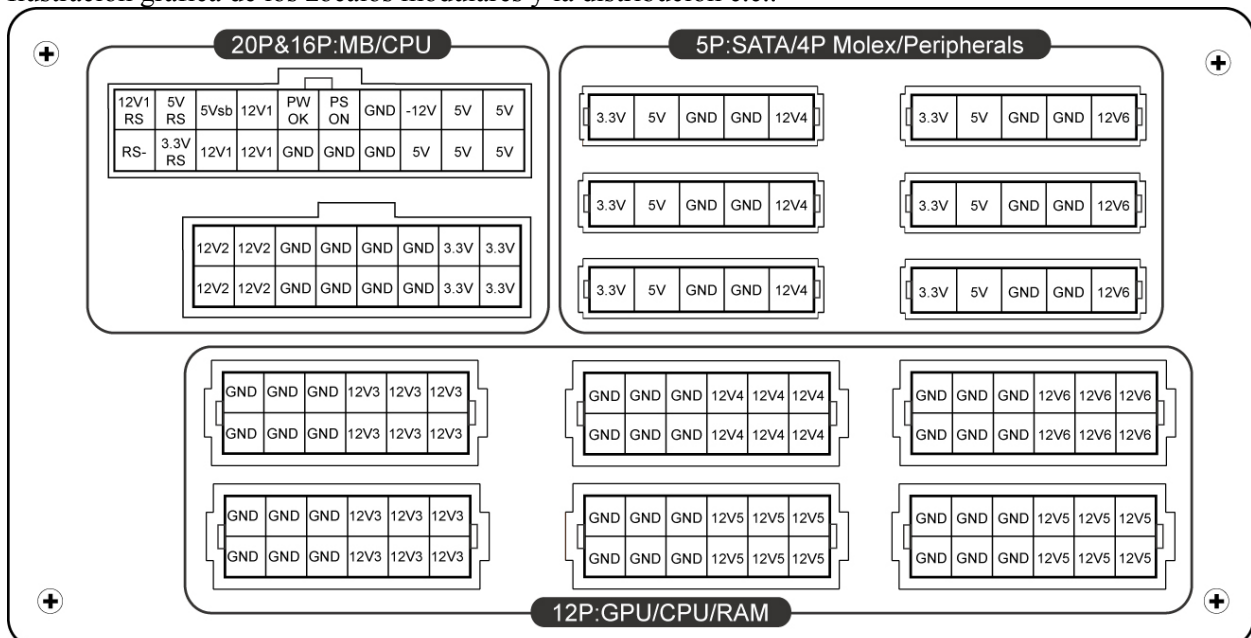 Ilustración gráfica de los zócalos modulares y la distribución c.c..
20P&16P:MB/CPU
12V1 RS 5V RS 5Vsb 12V1 PW OK PS ON GND -12V 5V 5V
RS- 3.3V RS 12V1 12V1 GND GND GND 5V 5V 5V
12V2 12V2 GND GND GND GND 3.3V 3.3V
12V2 12V2 GND GND GND GND 3.3V 3.3V
5P:SATA/4P Molex/Peripherals
3.3V 5V GND GND 12V4
3.3V 5V GND GND 12V6
3.3V 5V GND GND 12V4
3.3V 5V GND GND 12V6
3.3V 5V GND GND 12V4
3.3V 5V GND GND 12V6
GND GND GND 12V3 12V3 12V3
GND GND GND 12V3 12V3 12V3
GND GND GND 12V4 12V4 12V4
GND GND GND 12V4 12V4 12V4
GND GND GND 12V6 12V6 12V6
GND GND GND 12V6 12V6 12V6
GND GND GND 12V3 12V3 12V3
GND GND GND 12V3 12V3 12V3
GND GND GND 12V5 12V5 12V5
GND GND GND 12V5 12V5 12V5
GND GND GND 12V5 12V5 12V5
GND GND GND 12V5 12V5 12V5
12P:GPU/CPU/RAM